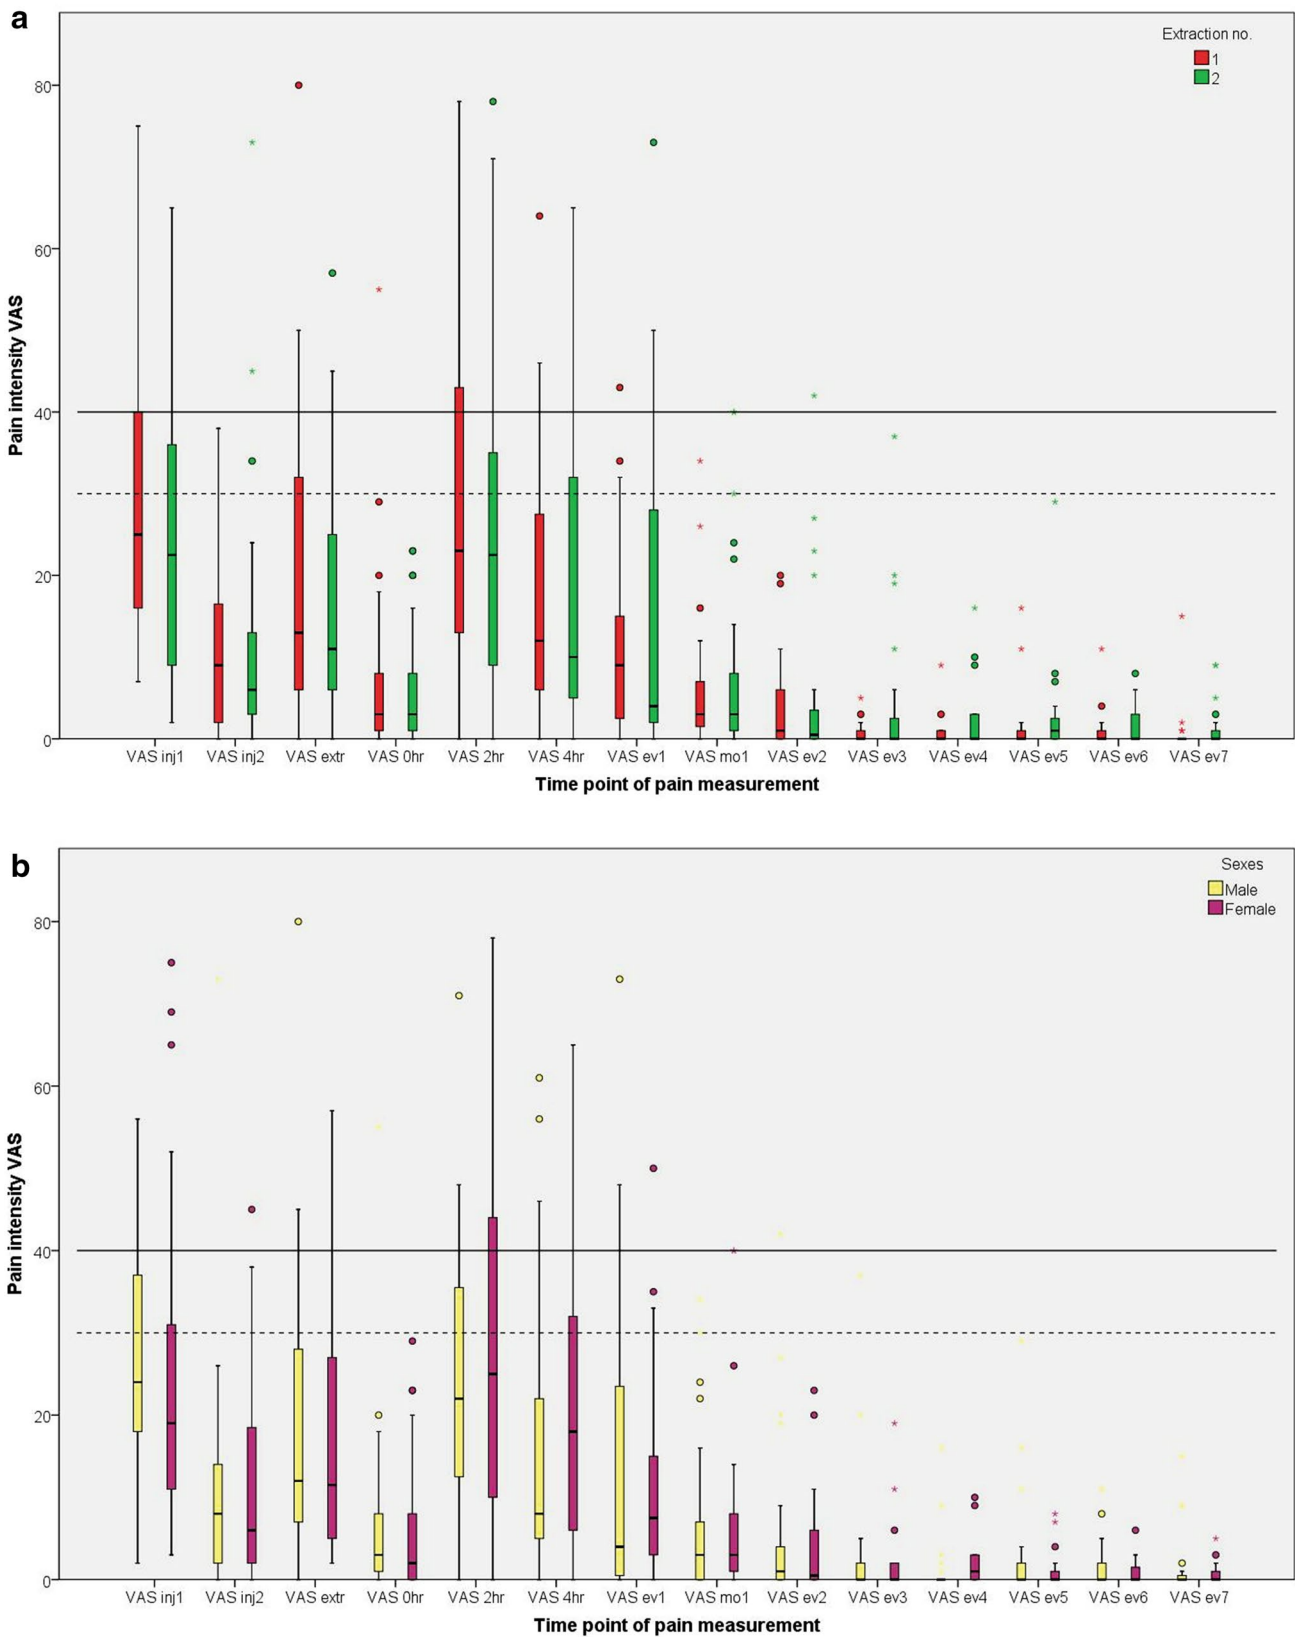 a
Extraction no.
1
2
80
60
40
20
0
Pain intensity VAS
VAS inj1 VAS inj2 VAS extr VAS 0hr VAS 2hr VAS 4hr VAS ev1 VAS mo1 VAS ev2 VAS ev3 VAS ev4 VAS ev5 VAS ev6 VAS ev7
Time point of pain measurement
b
Sexes
Male
Female
80
60
40
20
0
Pain intensity VAS
VAS inj1 VAS inj2 VAS extr VAS 0hr VAS 2hr VAS 4hr VAS ev1 VAS mo1 VAS ev2 VAS ev3 VAS ev4 VAS ev5 VAS ev6 VAS ev7
Time point of pain measurement